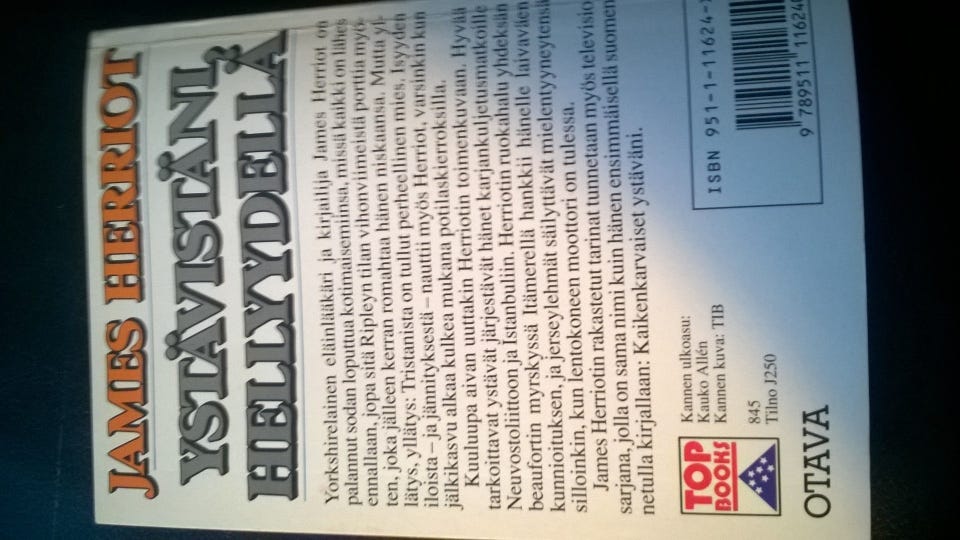 JAMES HERRIOT
YSTÄVISTÄNI,
HELLYYDELLÄ
Yorkshirelainen eläinlääkäri ja kirjailija James Herriot on
palannut sodan loputtua kotimaisemiinsa, missä kaikki on lähes
ennallaan, jopa sitä Ripleyn tilan vihonviimeistä porttia myö-
ten, joka jälleen kerran romahtaa hänen niskaansa. Mutta yl-
lätys, yllätys: Tristanista on tullut perheellinen mies. Isyyden
iloista – ja jännityksestä – nauttii myös Herriot, varsinkin kun
jälkikasvu alkaa kulkea mukana potilaskierroksilla.
Kuuluupa aivan uuttakin Herriotin toimenkuvaan. Hyvää
tarkoittavat ystävät järjestävät hänet karjankuljetusmatkoille
Neuvostoliittoon ja Istanbuliin. Herriotin ruokahalu yhdeksän
beaufortin myrskyssä Itämerellä hankkii hänelle laivaväen
kunnioituksen, ja jerseylehmät säilyttävät mielentyyneytensä
silloinkin, kun lentokoneen moottori on tulessa.
James Herriotin rakastetut tarinat tunnetaan myös televisio-
sarjana, jolla on sama nimi kuin hänen ensimmäisellä suomen-
netulla kirjallaan: Kaikenkarvaiset ystäväni.
TOP
BOOKS
Kannen ulkoasu:
Kauko Allén
Kannen kuva: TIB
845
Tilno J250
OTAVA
ISBN 951-1-11624-
9 789511 11624